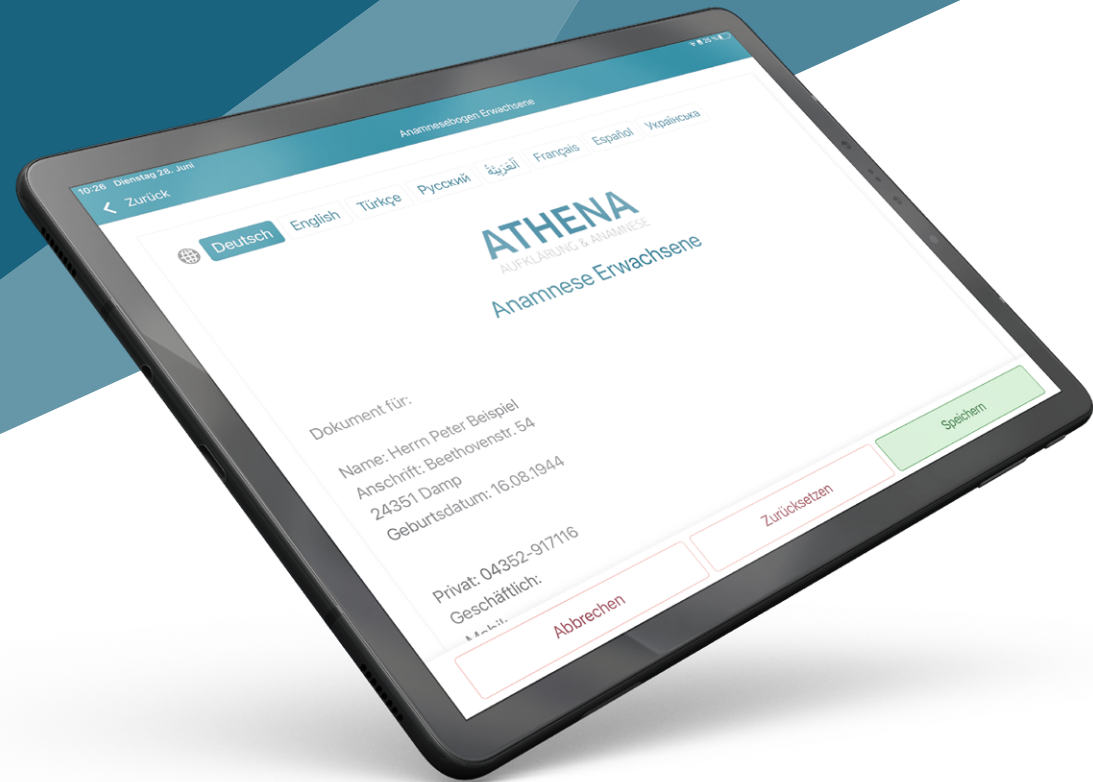 10:26 Dienstag 28. Juni
25 %
Zurück
Anamnesebogen Erwachsene
Deutsch English Türkçe Русский اَلْعَرَبِيَّةُ Français Español Українська
ATHENA
AUFKLÄRUNG & ANAMNESE
Anamnese Erwachsene
Dokument für:
Name: Herrn Peter Beispiel
Anschrift: Beethovenstr. 54
24351 Damp
Geburtsdatum: 16.08.1944
Privat: 04352-917116
Geschäftlich:
Mobil:
Abbrechen
Zurücksetzen
Speichern